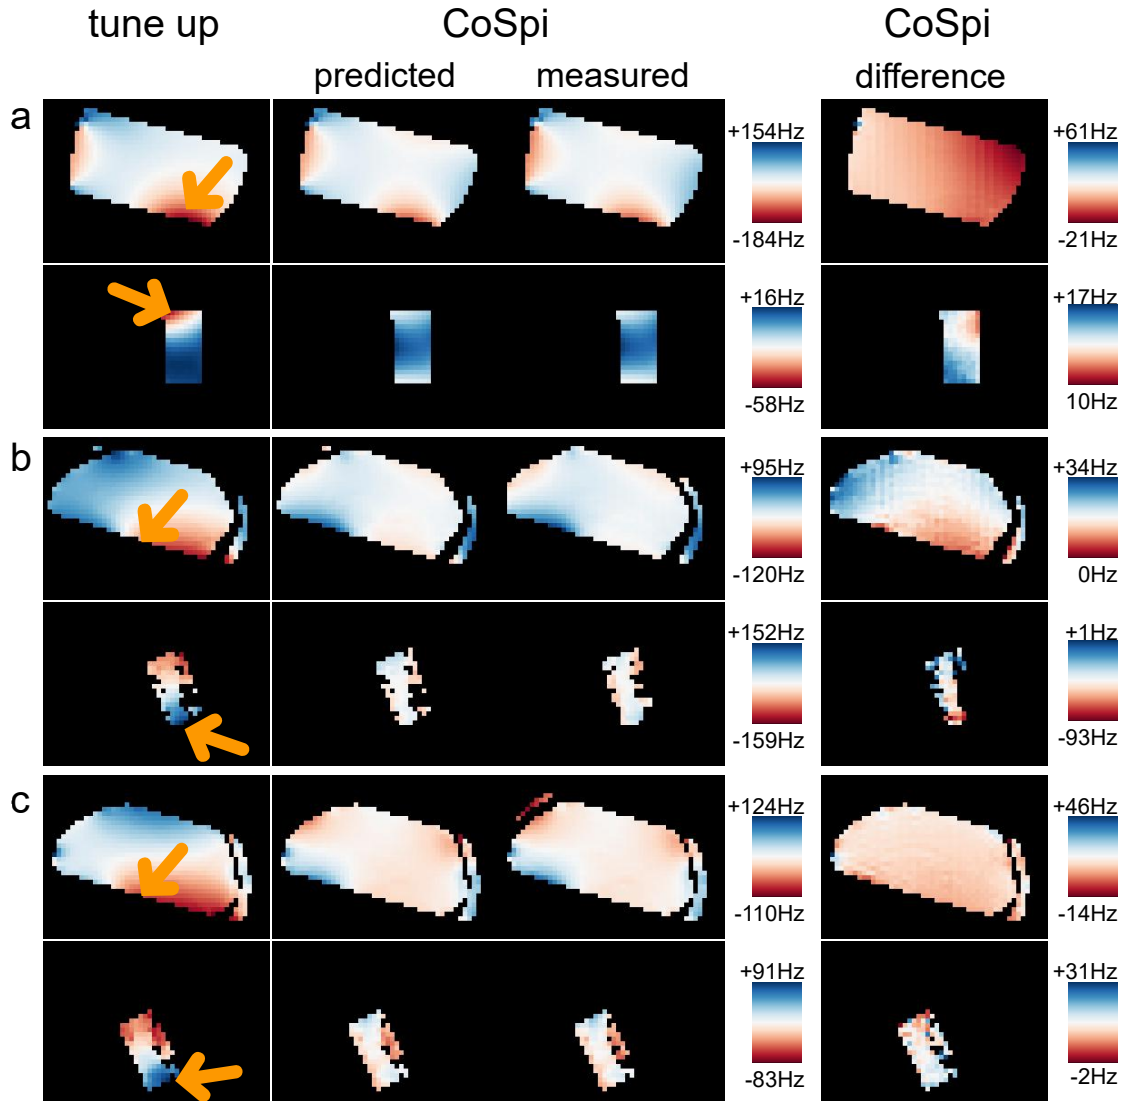 tune up CoSpi CoSpi
predicted measured difference
a
+154Hz +61Hz
-184Hz -21Hz
+16Hz +17Hz
-58Hz 10Hz
b
+95Hz +34Hz
-120Hz 0Hz
+152Hz +1Hz
-159Hz -93Hz
c
+124Hz +46Hz
-110Hz -14Hz
+91Hz +31Hz
-83Hz -2Hz